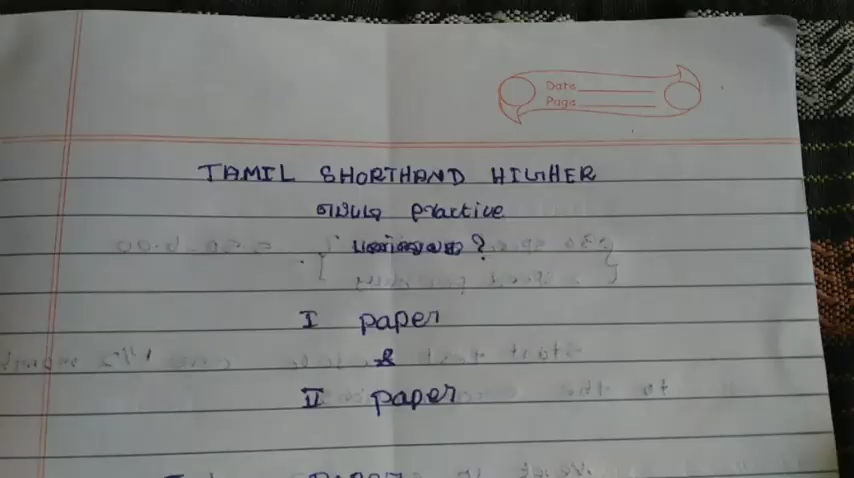 Date
Page
TAMIL SHORTHAND HIGHER
எப்படி practice
பண்ணுவது?
I paper
&
II paper